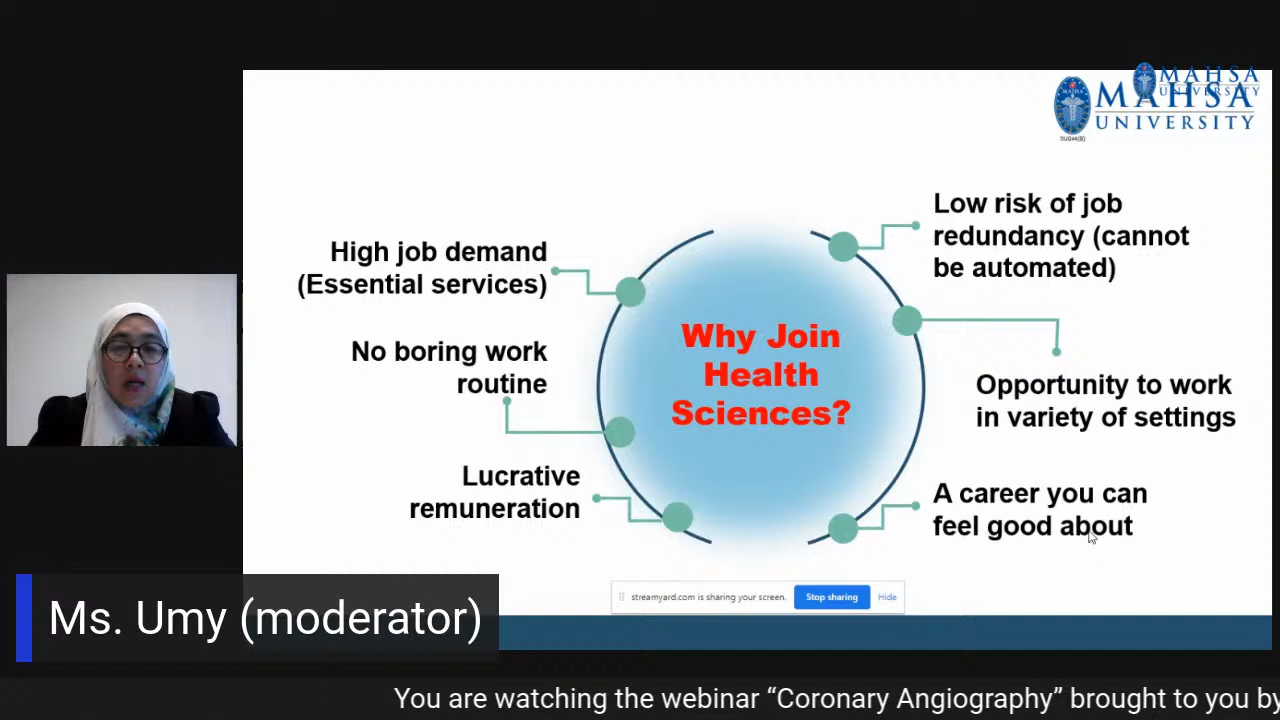 MAHSA
UNIVERSITY
MAHSA
UNIVERSITY
High job demand
(Essential services)
No boring work
routine
Lucrative
remuneration
Why Join
Health
Sciences?
Low risk of job
redundancy (cannot
be automated)
Opportunity to work
in variety of settings
A career you can
feel good about
streamyard.com is sharing your screen.
Stop sharing
Hide
Ms. Umy (moderator)
You are watching the webinar “Coronary Angiography” brought to you by